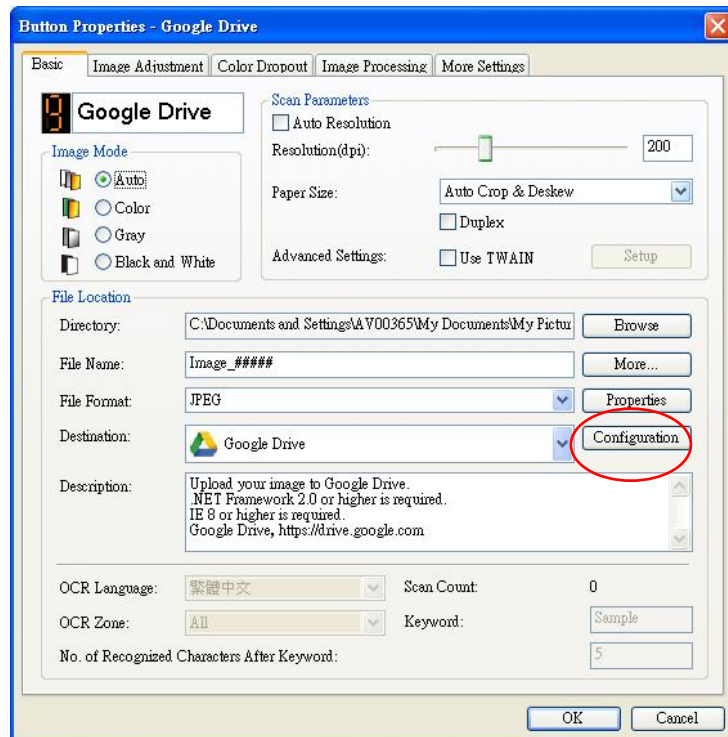 Button Properties - Google Drive
Basic Image Adjustment Color Dropout Image Processing More Settings
9 Google Drive
Scan Parameters
Auto Resolution
Resolution(dpi): 200
Paper Size: Auto Crop & Deskew
Duplex
Advanced Settings: Use TWAIN Setup
Image Mode
Auto
Color
Gray
Black and White
File Location
Directory: C:\Documents and Settings\AV00365\My Documents\My Pictur Browse
File Name: Image_##### More...
File Format: JPEG Properties
Destination: Google Drive Configuration
Description: Upload your image to Google Drive.
.NET Framework 2.0 or higher is required.
IE 8 or higher is required.
Google Drive, https://drive.google.com
OCR Language: 繁體中文 Scan Count: 0
OCR Zone: All Keyword: Sample
No. of Recognized Characters After Keyword: 5
OK Cancel